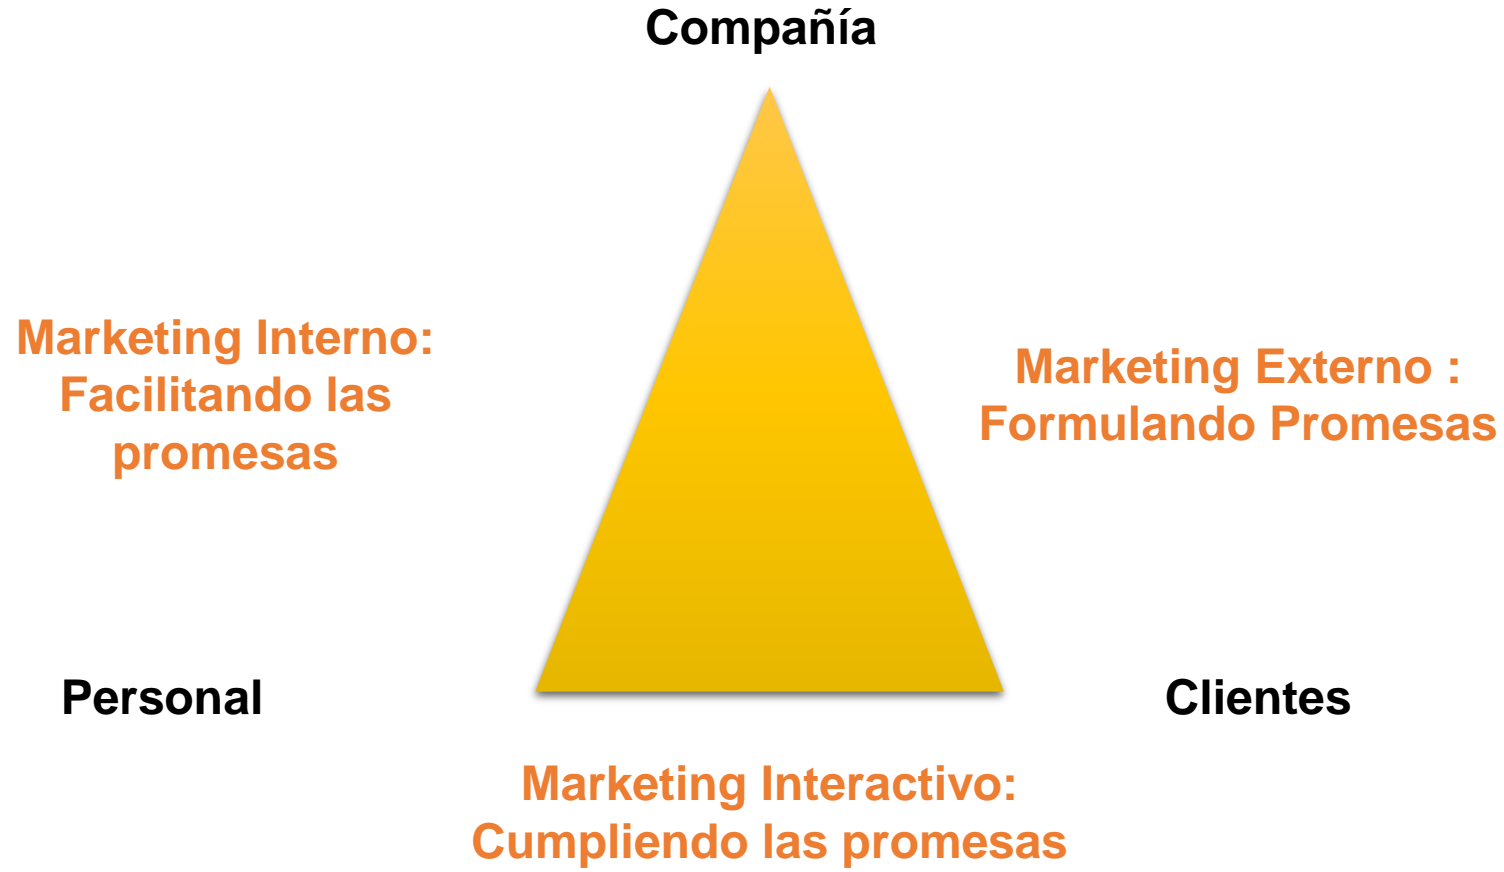 Compañía
Marketing Interno:
Facilitando las
promesas
Marketing Externo :
Formulando Promesas
Personal
Clientes
Marketing Interactivo:
Cumpliendo las promesas